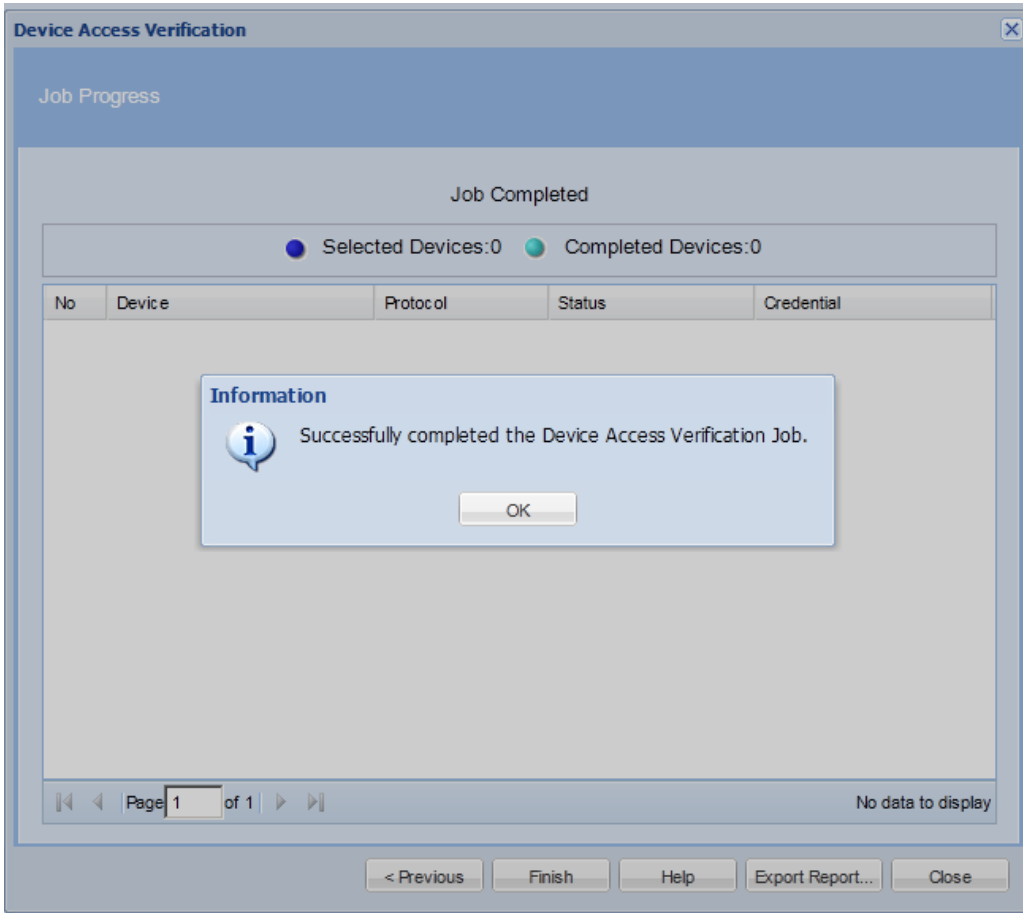 Device Access Verification
Job Progress
Job Completed
Selected Devices:0 Completed Devices:0
No Device Protocol Status Credential
Information
Successfully completed the Device Access Verification Job.
OK
Page 1 of 1 No data to display
< Previous Finish Help Export Report... Close